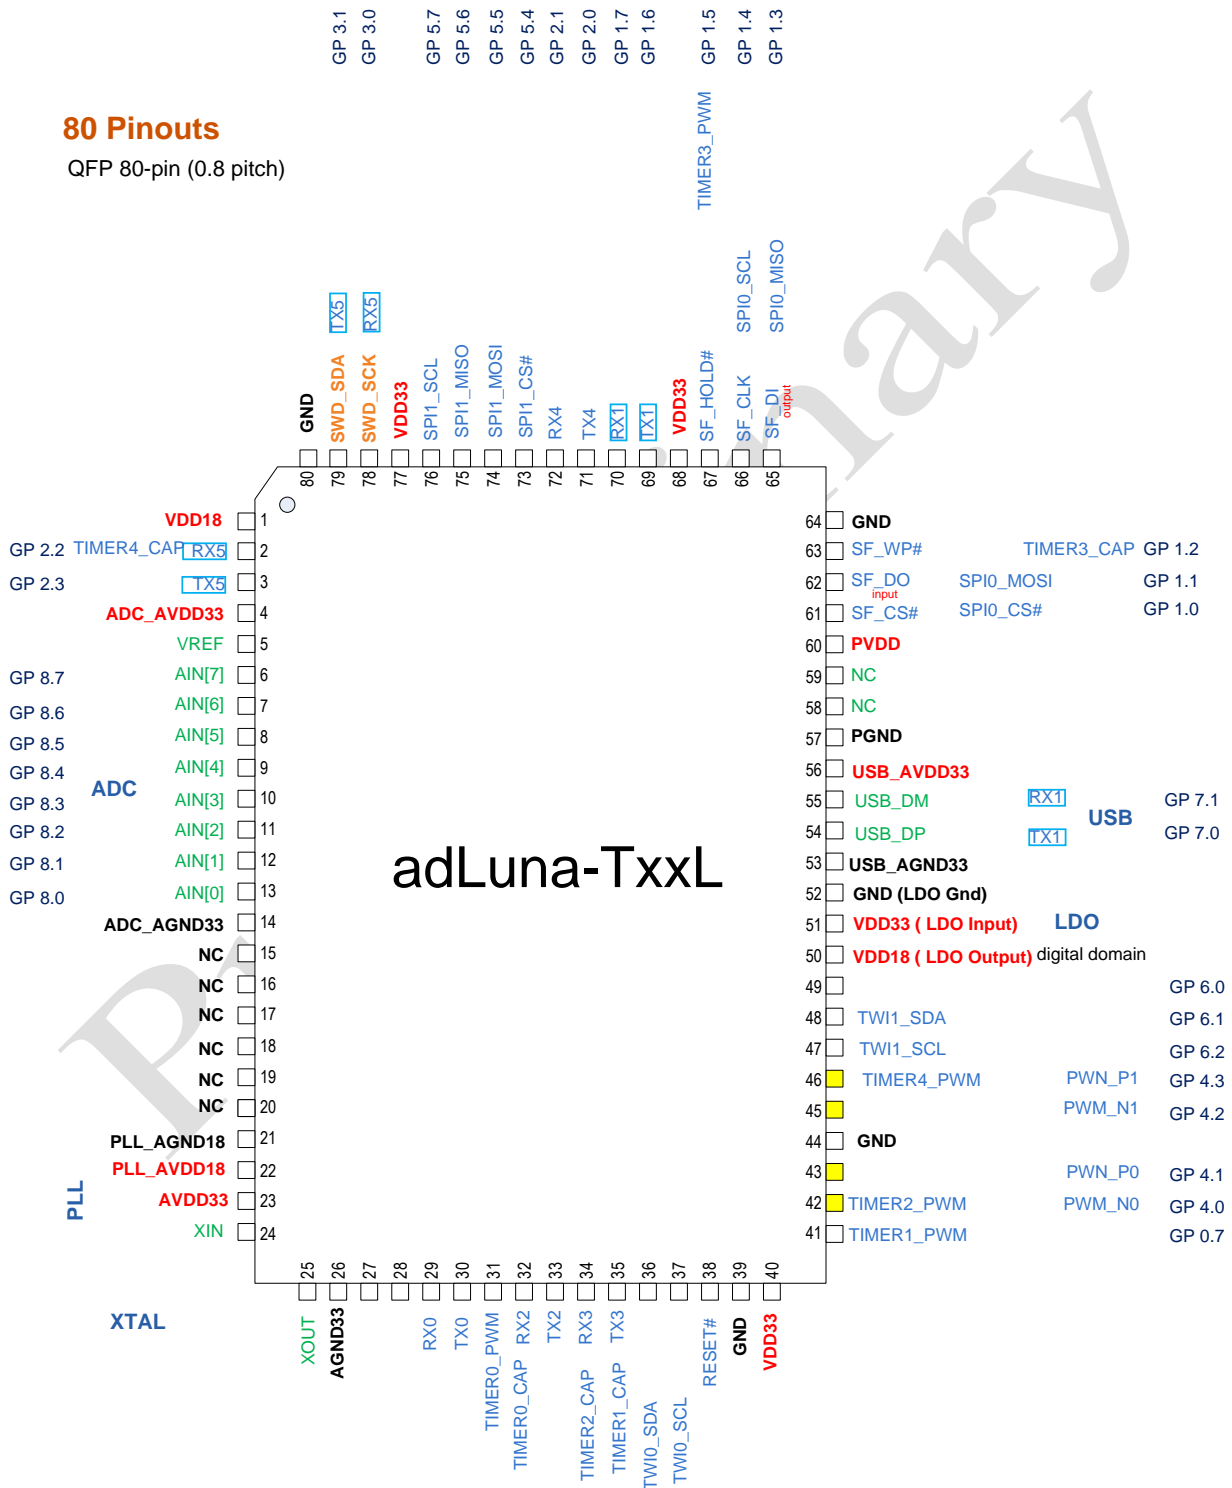 GP 3.1 GP 3.0 GP 5.7 GP 5.6 GP 5.5 GP 5.4 GP 2.1 GP 2.0 GP 1.7 GP 1.6 GP 1.5 GP 1.4 GP 1.3
80 Pinouts
QFP 80-pin (0.8 pitch)
TIMER3_PWM
SPI0_SCL SPI0_MISO
TX5 RX5
GND SWD_SDA SWD_SCK VDD33 SPI1_SCL SPI1_MISO SPI1_MOSI SPI1_CS# RX4 TX4 RX1 TX1 VDD33 SF_HOLD# SF_CLK SF_DI output
80 79 78 77 76 75 74 73 72 71 70 69 68 67 66 65
VDD18 1
GP 2.2 TIMER4_CAP RX5 2
GP 2.3 TX5 3
ADC_AVDD33 4
VREF 5
GP 8.7 AIN[7] 6
GP 8.6 AIN[6] 7
GP 8.5 AIN[5] 8
GP 8.4 AIN[4] 9
ADC
GP 8.3 AIN[3] 10
GP 8.2 AIN[2] 11
GP 8.1 AIN[1] 12
GP 8.0 AIN[0] 13
ADC_AGND33 14
NC 15
NC 16
NC 17
NC 18
NC 19
NC 20
PLL_AGND18 21
PLL_AVDD18 22
PLL
AVDD33 23
XIN 24
adLuna-TxxL
64 GND
63 SF_WP# TIMER3_CAP GP 1.2
62 SF_DO SPI0_MOSI GP 1.1
input
61 SF_CS# SPI0_CS# GP 1.0
60 PVDD
59 NC
58 NC
57 PGND
56 USB_AVDD33
55 USB_DM RX1 GP 7.1
USB
54 USB_DP TX1 GP 7.0
53 USB_AGND33
52 GND (LDO Gnd)
51 VDD33 ( LDO Input) LDO
50 VDD18 ( LDO Output) digital domain
49 GP 6.0
48 TWI1_SDA GP 6.1
47 TWI1_SCL GP 6.2
46 TIMER4_PWM PWN_P1 GP 4.3
45 PWM_N1 GP 4.2
44 GND
43 PWN_P0 GP 4.1
42 TIMER2_PWM PWM_N0 GP 4.0
41 TIMER1_PWM GP 0.7
25 26 27 28 29 30 31 32 33 34 35 36 37 38 39 40
XTAL
XOUT AGND33 RX0 TX0 TIMER0_PWM RX2 TX2 RX3 TX3 RESET# GND VDD33
TIMER0_CAP TIMER2_CAP TIMER1_CAP TWI0_SDA TWI0_SCL